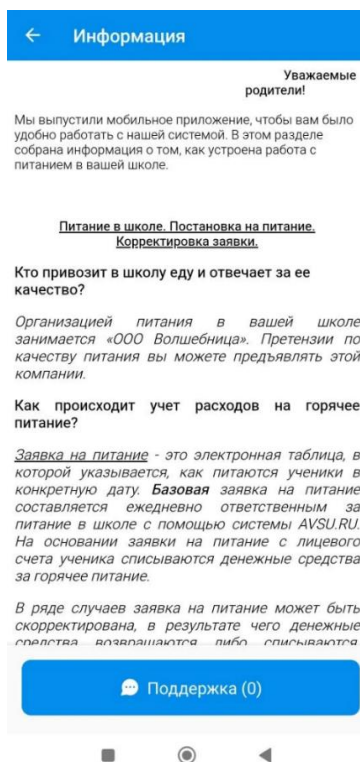 Информация
Уважаемые
родители!
Мы выпустили мобильное приложение, чтобы вам было
удобно работать с нашей системой. В этом разделе
собрана информация о том, как устроена работа с
питанием в вашей школе.
Питание в школе. Постановка на питание.
Корректировка заявки.
Кто привозит в школу еду и отвечает за ее
качество?
Организацией питания в вашей школе
занимается «ООО Волшебница». Претензии по
качеству питания вы можете предъявлять этой
компании.
Как происходит учет расходов на горячее
питание?
Заявка на питание - это электронная таблица, в
которой указывается, как питаются ученики в
конкретную дату. Базовая заявка на питание
составляется ежедневно ответственным за
питание в школе с помощью системы AVSU.RU.
На основании заявки на питание с лицевого
счета ученика списываются денежные средства
за горячее питание.
В ряде случаев заявка на питание может быть
скорректирована, в результате чего денежные
средства возвращаются либо списываются
Поддержка (0)